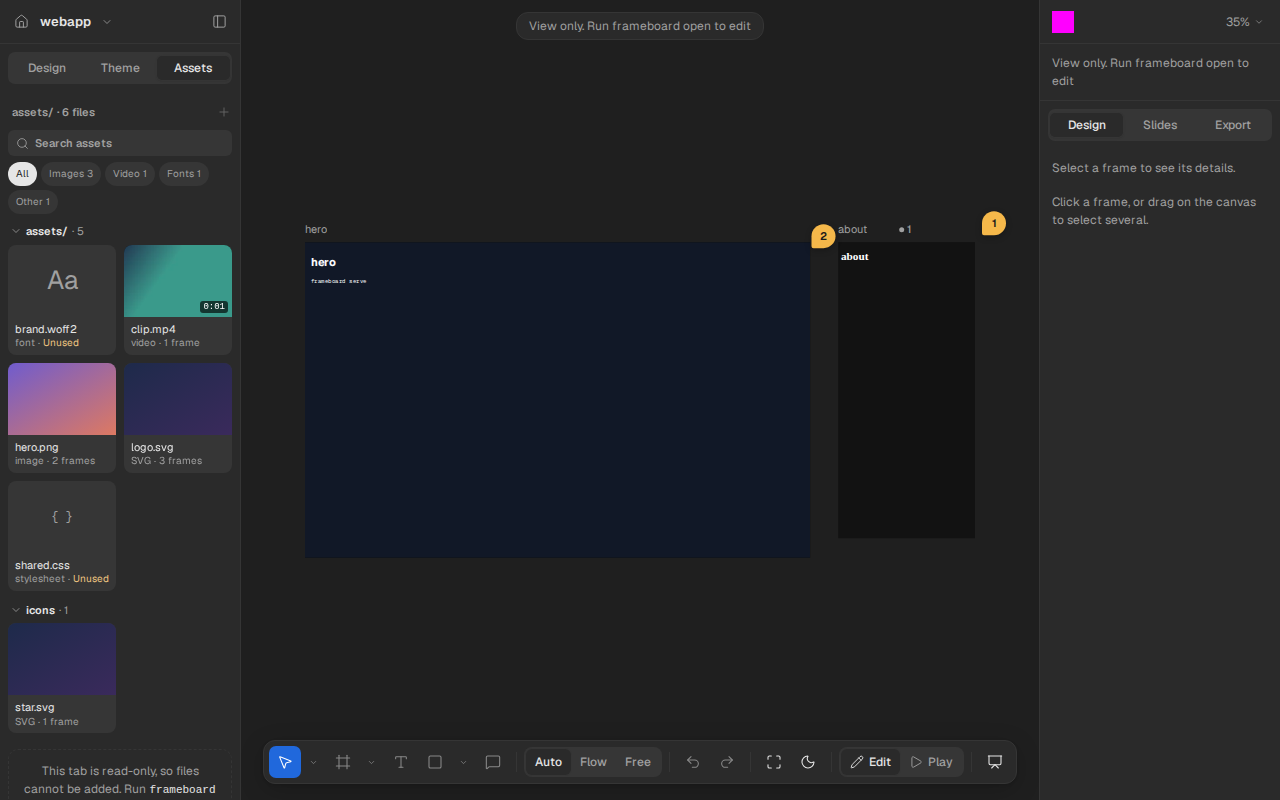 webapp
View only. Run frameboard open to edit
35%
View only. Run frameboard open to
edit
Design Theme Assets
Design Slides Export
assets/ · 6 files
Search assets
All Images 3 Video 1 Fonts 1
Other 1
Select a frame to see its details.
Click a frame, or drag on the canvas
to select several.
assets/ · 5
Aa
0:01
brand.woff2
font · Unused
clip.mp4
video · 1 frame
hero.png
image · 2 frames
logo.svg
SVG · 3 frames
{ }
shared.css
stylesheet · Unused
icons · 1
star.svg
SVG · 1 frame
This tab is read-only, so files
cannot be added. Run frameboard
hero
2
about
1
1
hero
frameboard serve
about
Auto Flow Free
Edit Play